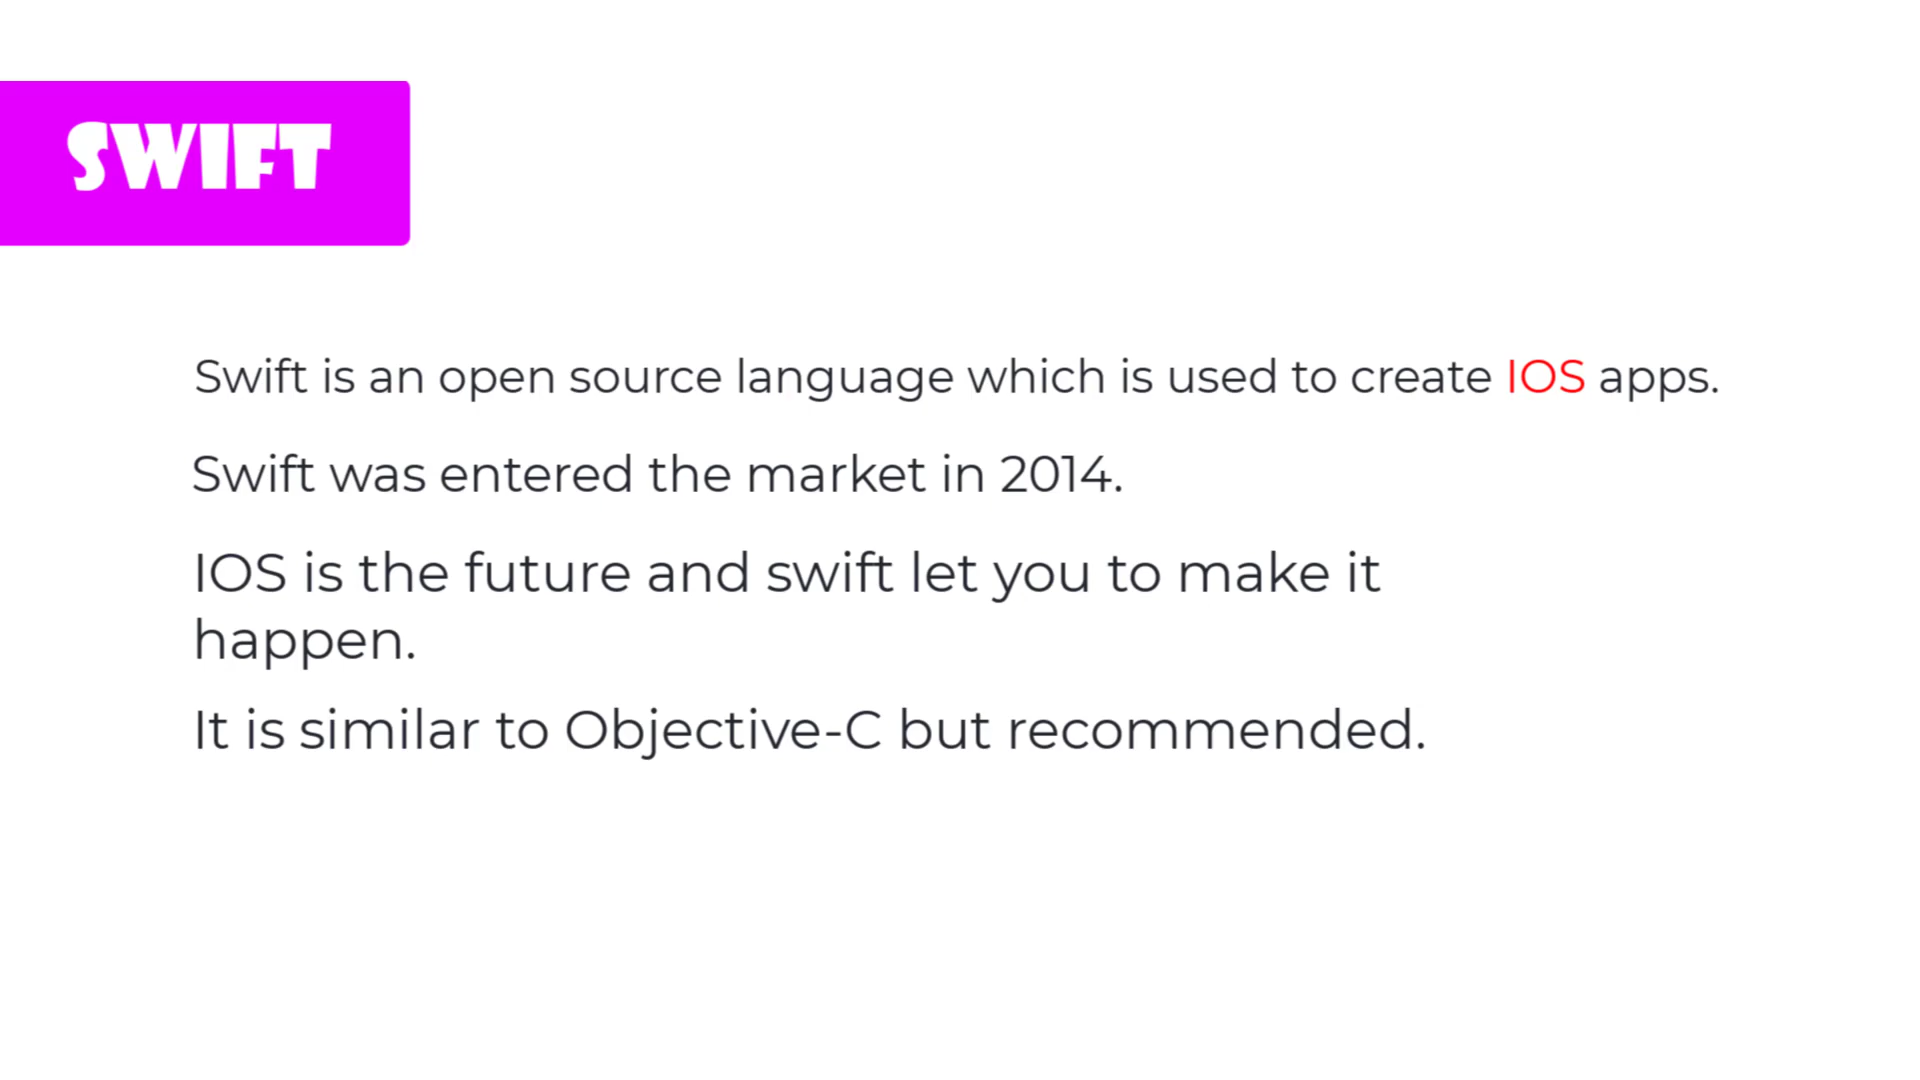 SWIFT
Swift is an open source language which is used to create IOS apps.
Swift was entered the market in 2014.
IOS is the future and swift let you to make it
happen.
It is similar to Objective-C but recommended.